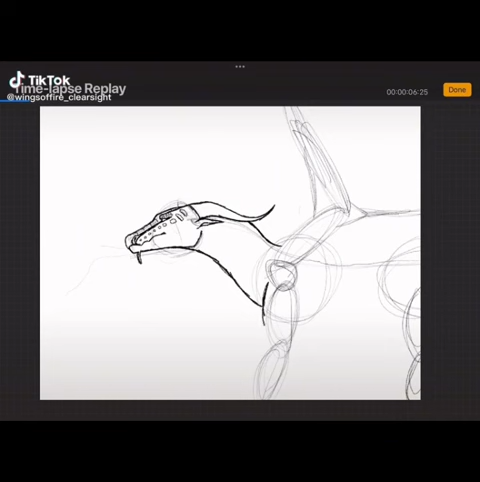 TikTok
Time-lapse Replay
@wingsoffire_clearsight
00:00:06:25
Done